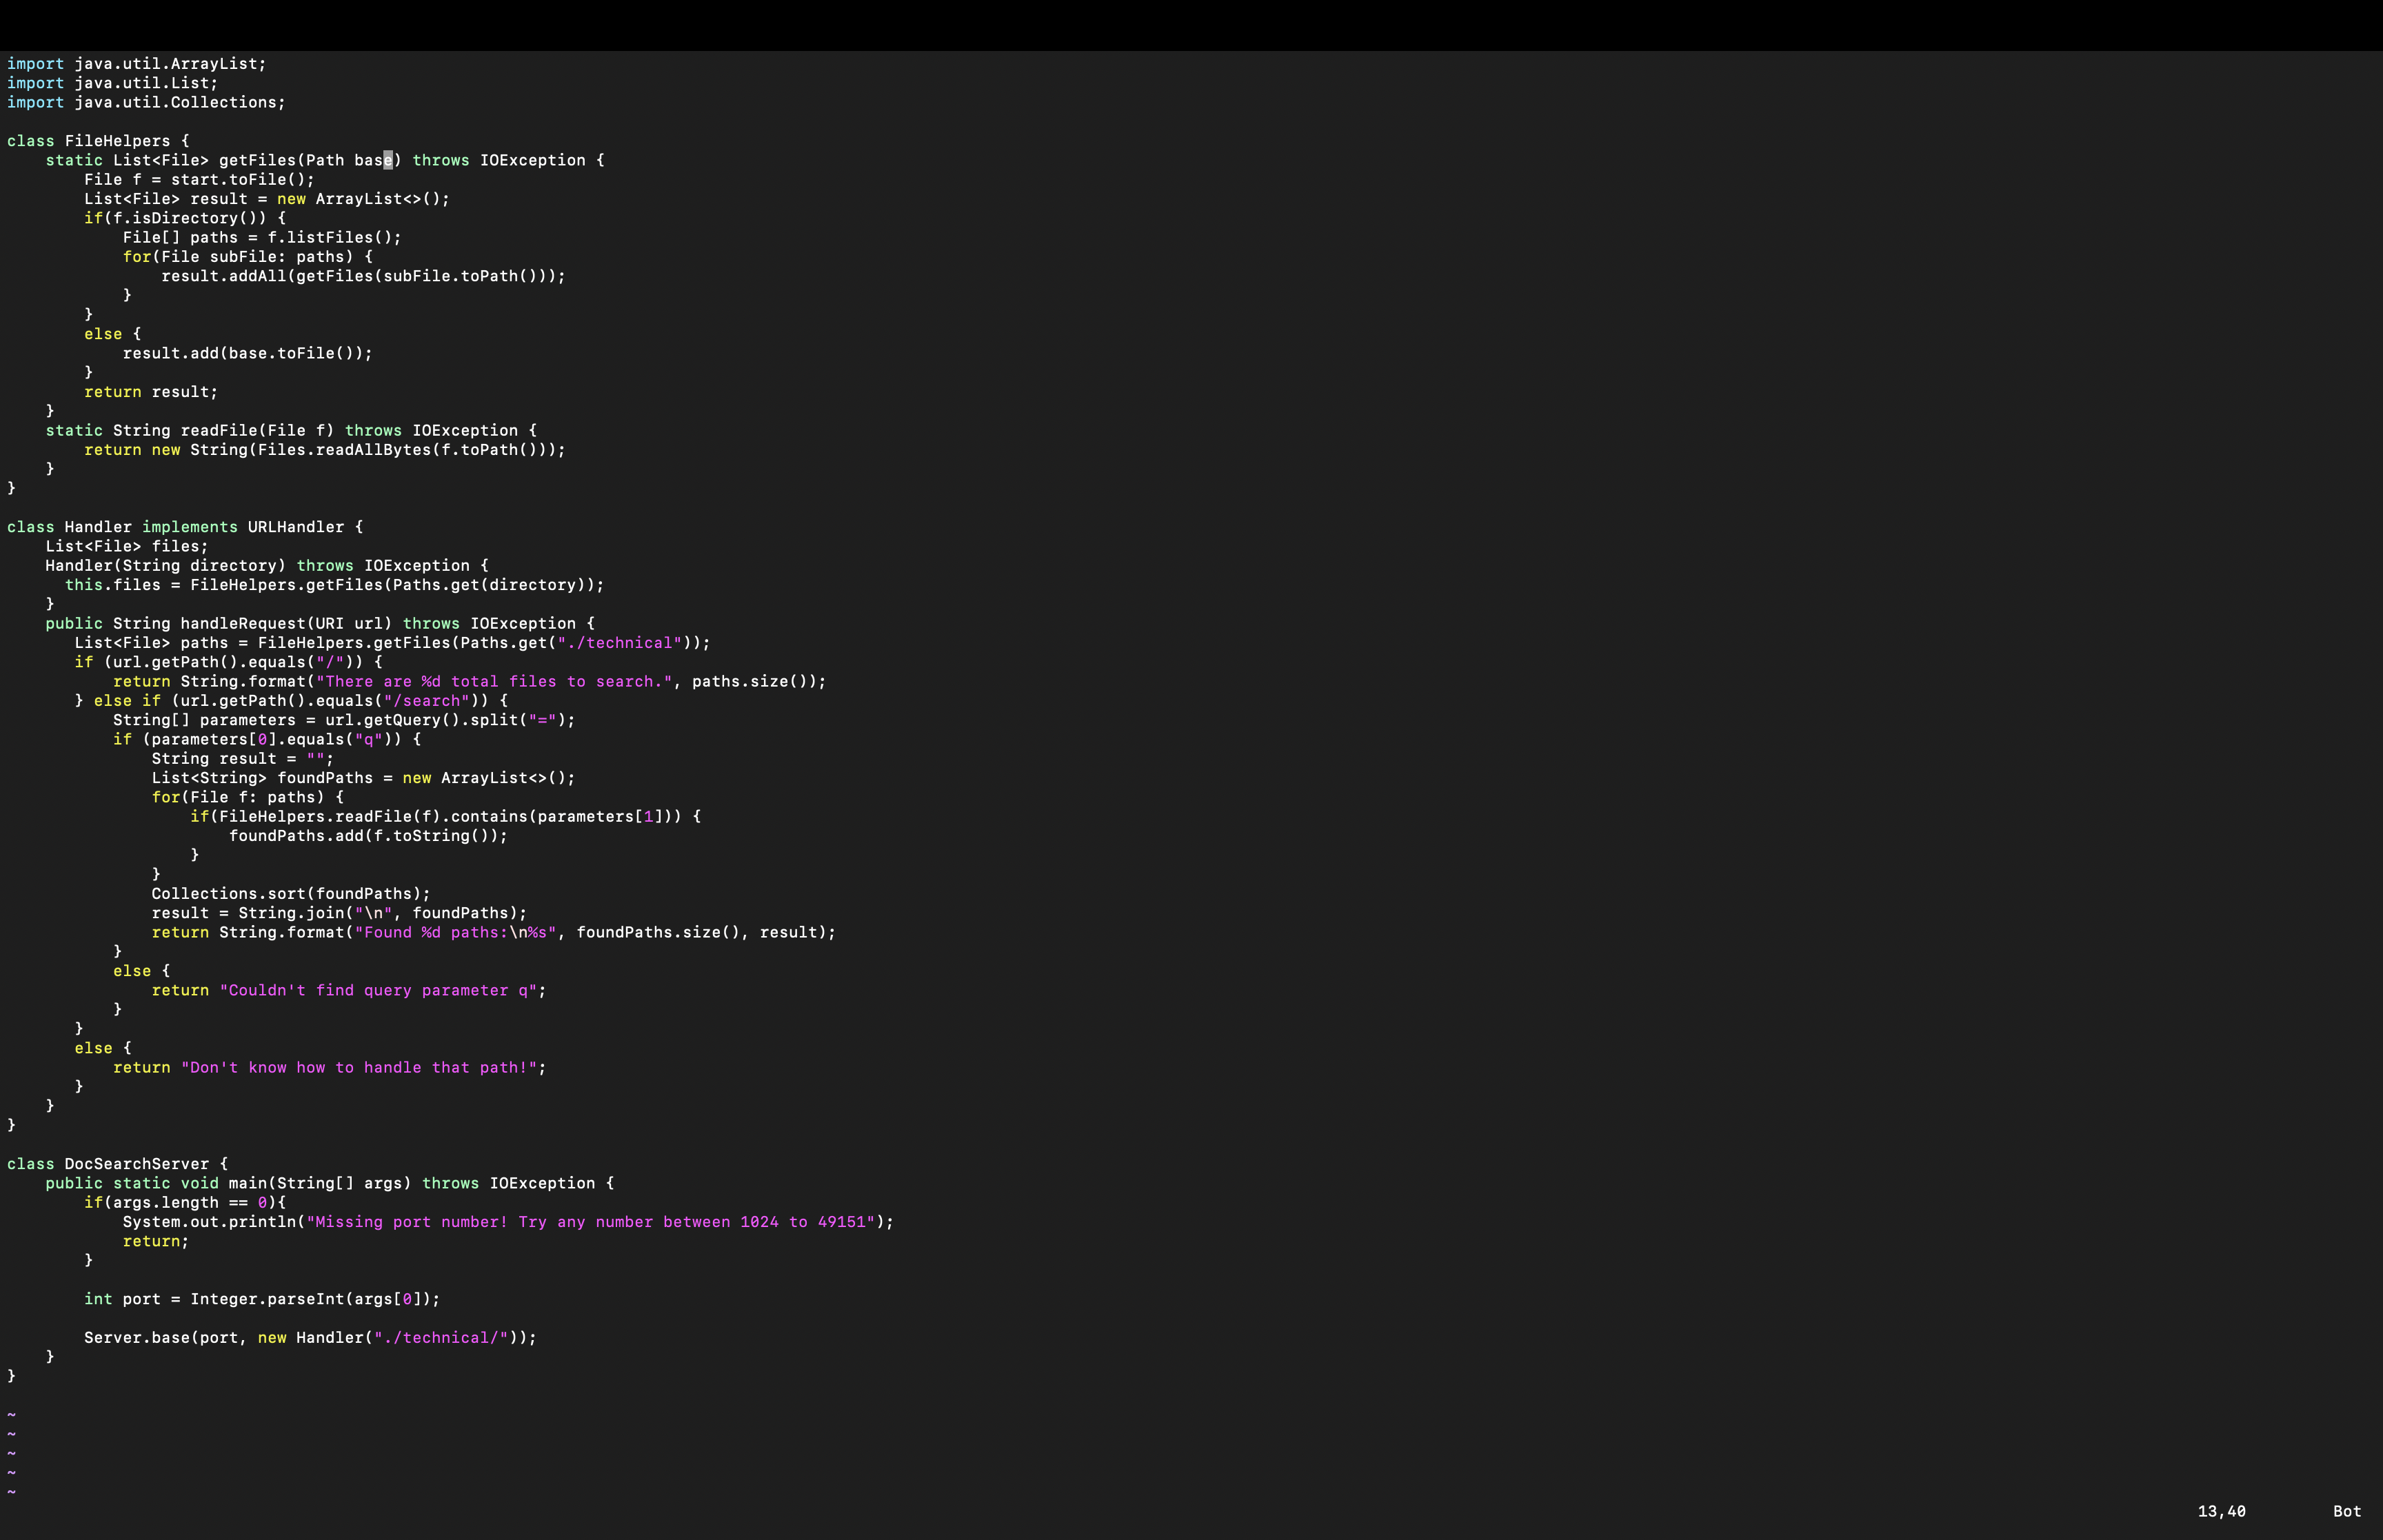 import java.util.ArrayList;
import java.util.List;
import java.util.Collections;

class FileHelpers {
    static List<File> getFiles(Path base) throws IOException {
        File f = start.toFile();
        List<File> result = new ArrayList<>();
        if(f.isDirectory()) {
            File[] paths = f.listFiles();
            for(File subFile: paths) {
                result.addAll(getFiles(subFile.toPath()));
            }
        }
        else {
            result.add(base.toFile());
        }
        return result;
    }
    static String readFile(File f) throws IOException {
        return new String(Files.readAllBytes(f.toPath()));
    }
}

class Handler implements URLHandler {
    List<File> files;
    Handler(String directory) throws IOException {
      this.files = FileHelpers.getFiles(Paths.get(directory));
    }
    public String handleRequest(URI url) throws IOException {
       List<File> paths = FileHelpers.getFiles(Paths.get("./technical"));
       if (url.getPath().equals("/")) {
           return String.format("There are %d total files to search.", paths.size());
       } else if (url.getPath().equals("/search")) {
           String[] parameters = url.getQuery().split("=");
           if (parameters[0].equals("q")) {
               String result = "";
               List<String> foundPaths = new ArrayList<>();
               for(File f: paths) {
                   if(FileHelpers.readFile(f).contains(parameters[1])) {
                       foundPaths.add(f.toString());
                   }
               }
               Collections.sort(foundPaths);
               result = String.join("\n", foundPaths);
               return String.format("Found %d paths:\n%s", foundPaths.size(), result);
           }
           else {
               return "Couldn't find query parameter q";
           }
       }
       else {
           return "Don't know how to handle that path!";
       }
    }
}

class DocSearchServer {
    public static void main(String[] args) throws IOException {
        if(args.length == 0){
            System.out.println("Missing port number! Try any number between 1024 to 49151");
            return;
        }

        int port = Integer.parseInt(args[0]);

        Server.base(port, new Handler("./technical/"));
    }
}

~
~
~
~
~
13,40 Bot